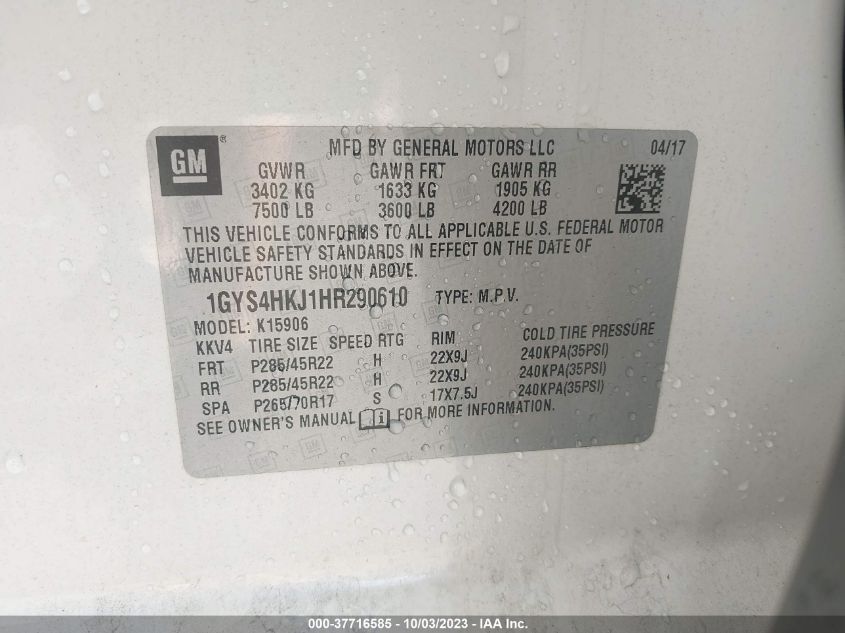 GM ®
MFD BY GENERAL MOTORS LLC 04/17
GVWR GAWR FRT GAWR RR
3402 KG 1633 KG 1905 KG
7500 LB 3600 LB 4200 LB
THIS VEHICLE CONFORMS TO ALL APPLICABLE U.S. FEDERAL MOTOR
VEHICLE SAFETY STANDARDS IN EFFECT ON THE DATE OF
MANUFACTURE SHOWN ABOVE.
1GYS4HKJ1HR290610 TYPE: M.P.V.
MODEL: K15906
KKV4 TIRE SIZE SPEED RTG RIM COLD TIRE PRESSURE
FRT P285/45R22 H 22X9J 240KPA(35PSI)
RR P285/45R22 H 22X9J 240KPA(35PSI)
SPA P265/70R17 S 17X7.5J 240KPA(35PSI)
SEE OWNER'S MANUAL i FOR MORE INFORMATION.
000-37716585 - 10/03/2023 - IAA Inc.